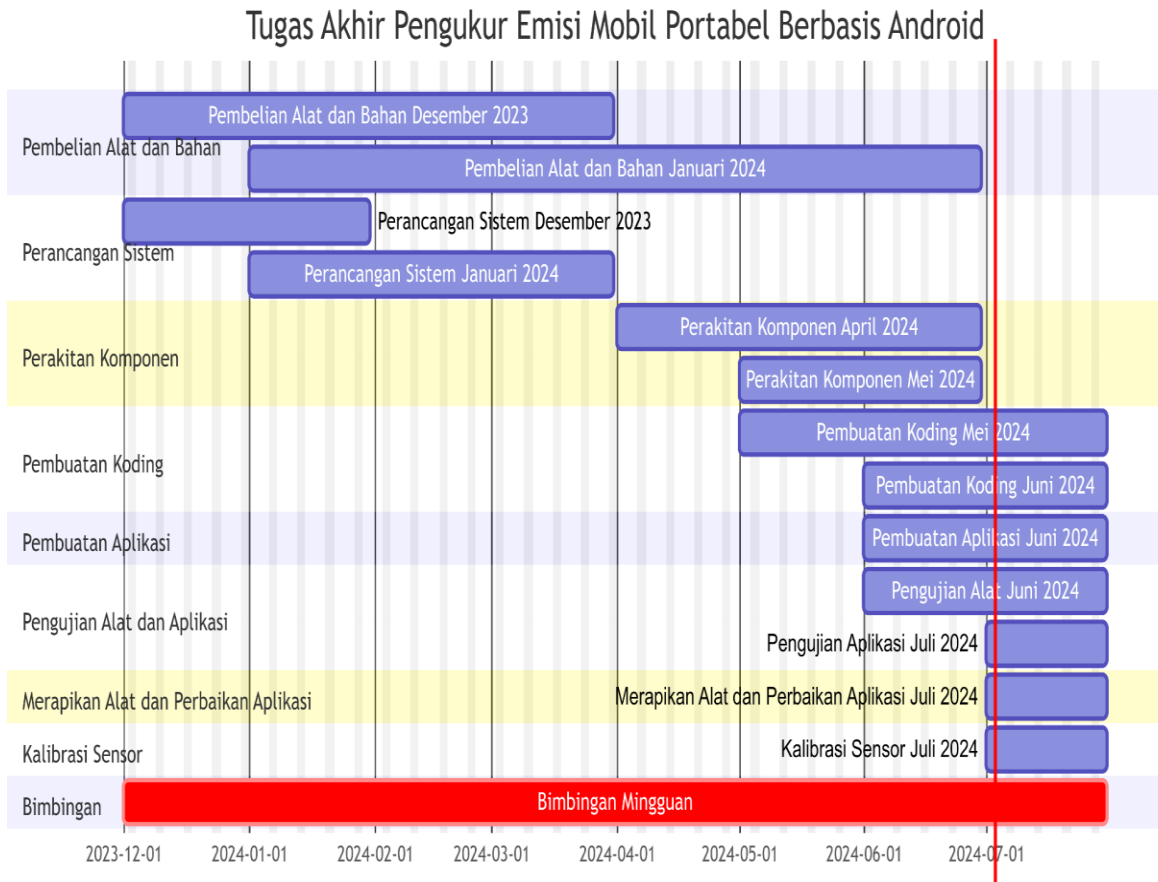 Tugas Akhir Pengukur Emisi Mobil Portabel Berbasis Android
Pembelian Alat dan Bahan
Pembelian Alat dan Bahan Desember 2023
Pembelian Alat dan Bahan Januari 2024
Perancangan Sistem
Perancangan Sistem Desember 2023
Perancangan Sistem Januari 2024
Perakitan Komponen
Perakitan Komponen April 2024
Perakitan Komponen Mei 2024
Pembuatan Koding
Pembuatan Koding Mei 2024
Pembuatan Koding Juni 2024
Pembuatan Aplikasi
Pembuatan Aplikasi Juni 2024
Pengujian Alat dan Aplikasi
Pengujian Alat Juni 2024
Pengujian Aplikasi Juli 2024
Merapikan Alat dan Perbaikan Aplikasi
Merapikan Alat dan Perbaikan Aplikasi Juli 2024
Kalibrasi Sensor
Kalibrasi Sensor Juli 2024
Bimbingan
Bimbingan Mingguan
2023-12-01 2024-01-01 2024-02-01 2024-03-01 2024-04-01 2024-05-01 2024-06-01 2024-07-01